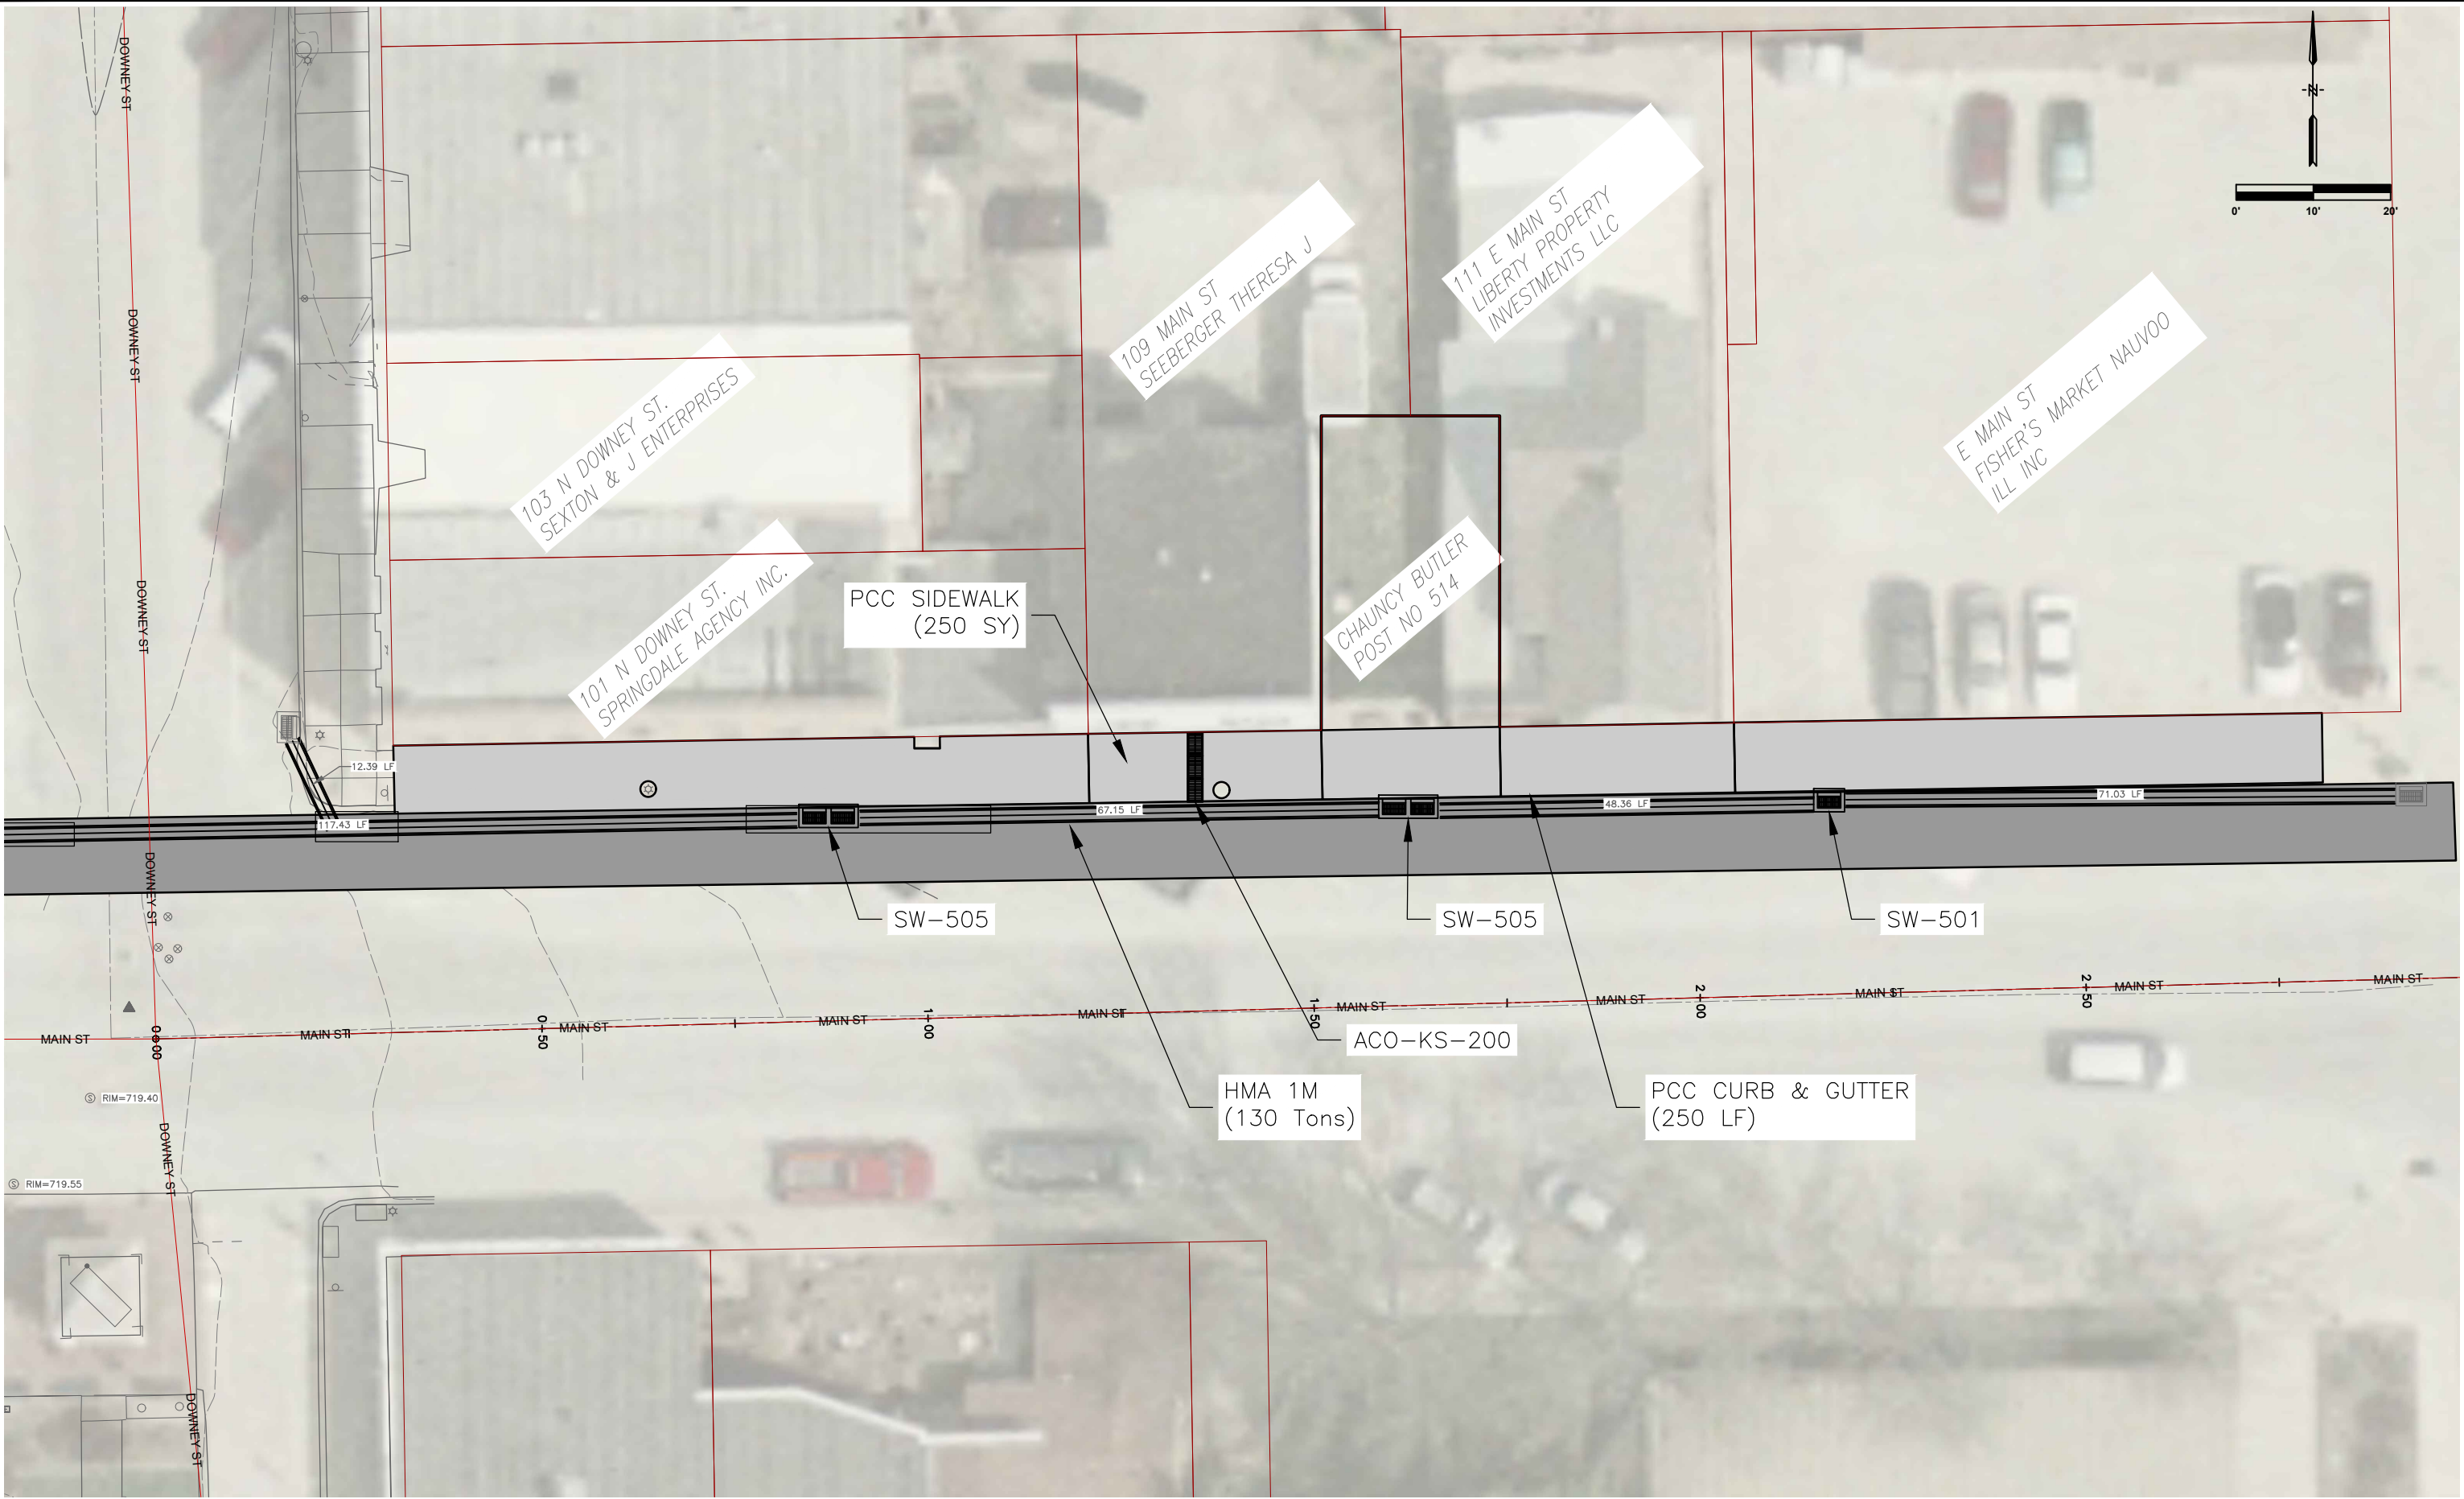 DOWNEY ST
DOWNEY ST
DOWNEY ST
DOWNEY ST
DOWNEY ST
DOWNEY ST
-N-
0'
10'
20'
103 N DOWNEY ST.
SEXTON & J ENTERPRISES
101 N DOWNEY ST.
SPRINGDALE AGENCY INC.
109 MAIN ST
SEEBERGER THERESA J
111 E MAIN ST
LIBERTY PROPERTY
INVESTMENTS LLC
E MAIN ST
FISHER'S MARKET NAUVOO
ILL INC
CHAUNCY BUTLER
POST NO 514
PCC SIDEWALK
(250 SY)
12.39 LF
117.43 LF
67.15 LF
48.36 LF
71.03 LF
SW-505
SW-505
SW-501
ACO-KS-200
HMA 1M
(130 Tons)
PCC CURB & GUTTER
(250 LF)
MAIN ST
0+00
MAIN ST
0+50
MAIN ST
MAIN ST
1+00
MAIN ST
1+50
MAIN ST
MAIN ST
2+00
MAIN ST
2+50
MAIN ST
MAIN ST
S RIM=719.40
S RIM=719.55